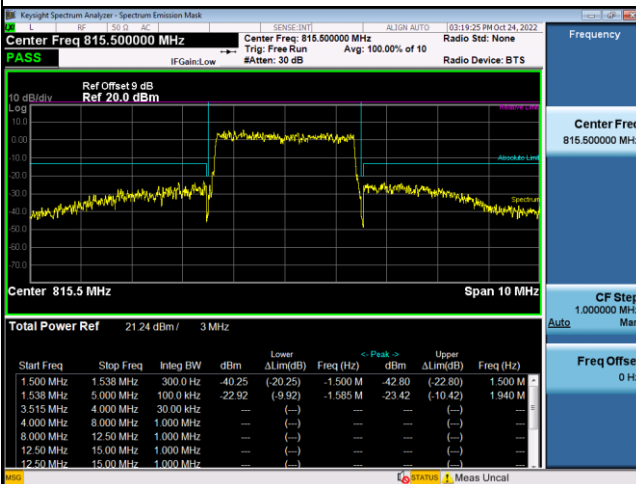 Keysight Spectrum Analyzer - Spectrum Emission Mask
L RF 50 Ω AC SENSE:INT ALIGN AUTO 03:19:25 PM Oct 24, 2022
Center Freq 815.500000 MHz
Center Freq: 815.500000 MHz
Radio Std: None
Trig: Free Run Avg: 100.00% of 10
PASS
IFGain:Low
#Atten: 30 dB
Radio Device: BTS
Frequency
Ref Offset 9 dB
10 dB/div Ref 20.0 dBm
Log
Relative Limit
10.0
0.00
-10.0
Absolute Limit
-20.0
-30.0
Spectrum
-40.0
-50.0
-60.0
-70.0
Center 815.5 MHz
Span 10 MHz
Center Freq
815.500000 MHz
Total Power Ref 21.24 dBm / 3 MHz
Lower <- Peak -> Upper
Start Freq Stop Freq Integ BW dBm ΔLim(dB) Freq (Hz) dBm ΔLim(dB) Freq (Hz)
1.500 MHz 1.538 MHz 300.0 Hz -40.25 (-20.25) -1.500 M -42.80 (-22.80) 1.500 M
1.538 MHz 5.000 MHz 100.0 kHz -22.92 (-9.92) -1.585 M -23.42 (-10.42) 1.940 M
3.515 MHz 4.000 MHz 30.00 kHz --- (---) --- --- (---) ---
4.000 MHz 8.000 MHz 1.000 MHz --- (---) --- --- (---) ---
8.000 MHz 12.50 MHz 1.000 MHz --- (---) --- --- (---) ---
12.50 MHz 15.00 MHz 1.000 MHz --- (---) --- --- (---) ---
12.50 MHz 15.00 MHz 1.000 MHz --- (---) --- --- (---) ---
CF Step
1.000000 MHz
Auto Man
Freq Offset
0 Hz
MSG
STATUS Meas Uncal